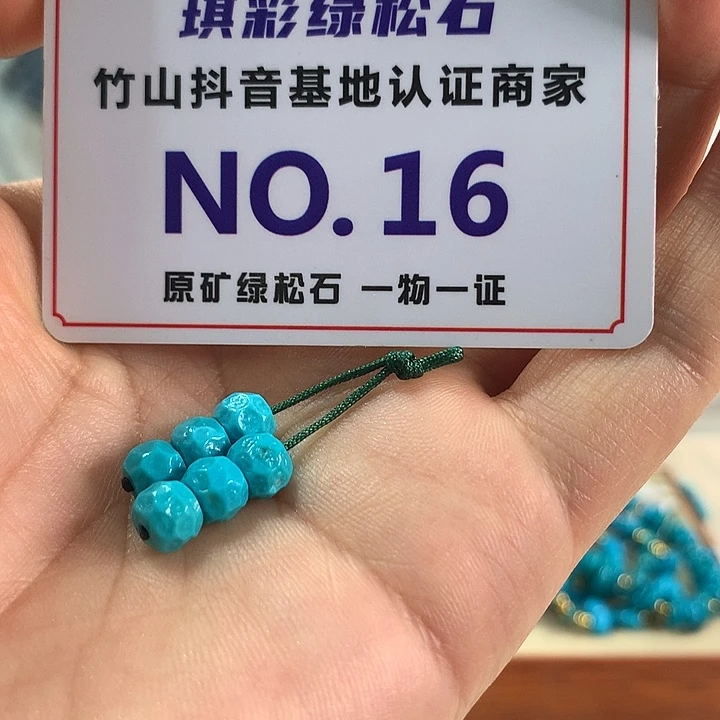 琪彩绿松石
竹山抖音基地认证商家
NO.16
原矿绿松石 一物一证